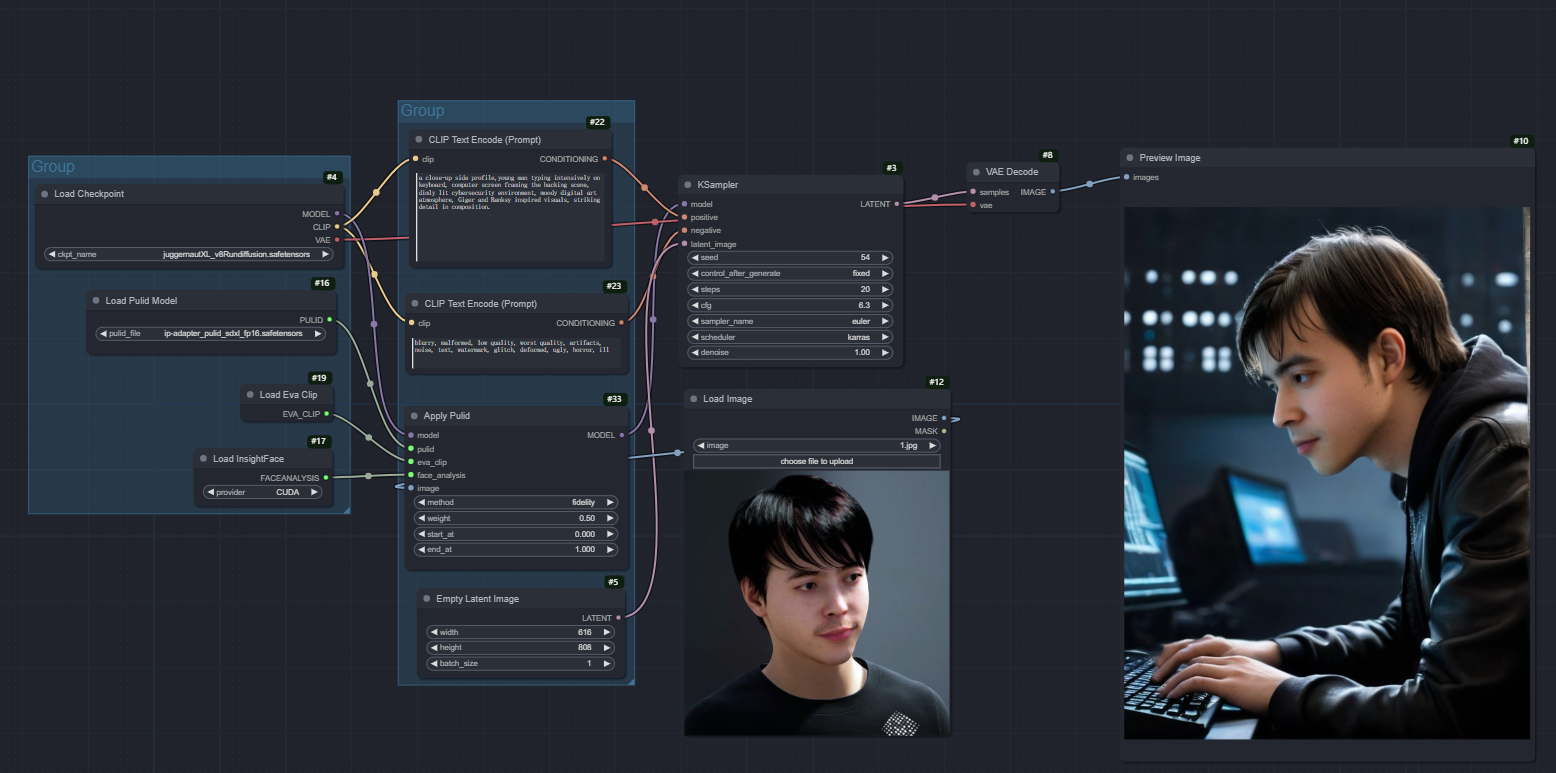 Group
#4
Load Checkpoint
MODEL
CLIP
VAE
ckpt_name juggernautXL_v6Rundiffusion.safetensors
#16
Load Pulid Model
PULID
pulid_file ip-adapter_pulid_sdxl_fp16.safetensors
#19
Load Eva Clip
EVA_CLIP
#17
Load InsightFace
FACEANALYSIS
provider CUDA
Group
#22
CLIP Text Encode (Prompt)
clip CONDITIONING
a close-up side profile,young man typing intensively on
keyboard, computer screen framing the hacking scene,
dimly lit cybersecurity environment, moody digital art
atmosphere, Giger and Banksy inspired visuals, striking
detail in composition.
#23
CLIP Text Encode (Prompt)
clip CONDITIONING
blurry, malformed, low quality, worst quality, artifacts,
noise, text, watermark, glitch, deformed, ugly, horror, ill
#33
Apply Pulid
model MODEL
pulid
eva_clip
face_analysis
image
method fidelity
weight 0.50
start_at 0.000
end_at 1.000
#5
Empty Latent Image
LATENT
width 616
height 808
batch_size 1
#3
KSampler
model LATENT
positive
negative
latent_image
seed 54
control_after_generate fixed
steps 20
cfg 6.3
sampler_name euler
scheduler karras
denoise 1.00
#12
Load Image
IMAGE
MASK
image 1.jpg
choose file to upload
#8
VAE Decode
samples IMAGE
vae
#10
Preview Image
images